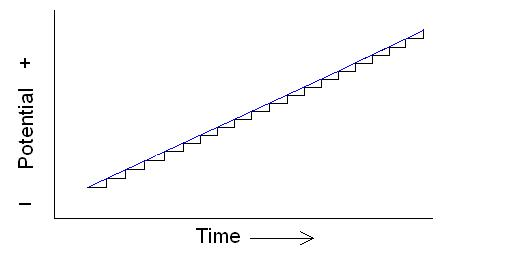 +
Potential
–
Time